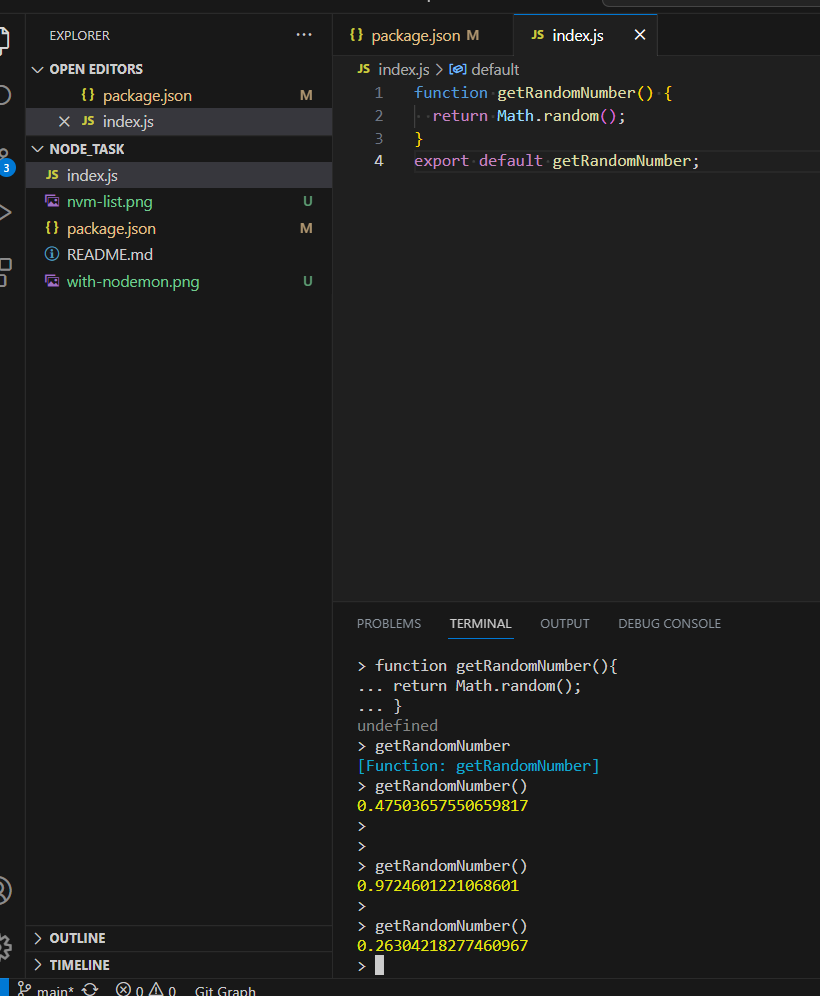 EXPLORER ...
OPEN EDITORS
{} package.json M
JS index.js
NODE_TASK
JS index.js
nvm-list.png U
{} package.json M
README.md
with-nodemon.png U
3
OUTLINE
TIMELINE
{} package.json M JS index.js
JS index.js > default
1 function getRandomNumber() {
2 return Math.random();
3 }
4 export default getRandomNumber;
PROBLEMS TERMINAL OUTPUT DEBUG CONSOLE
> function getRandomNumber(){
... return Math.random();
... }
undefined
> getRandomNumber
[Function: getRandomNumber]
> getRandomNumber()
0.47503657550659817
>
>
> getRandomNumber()
0.9724601221068601
>
> getRandomNumber()
0.26304218277460967
>
main* 0 0 Git Graph